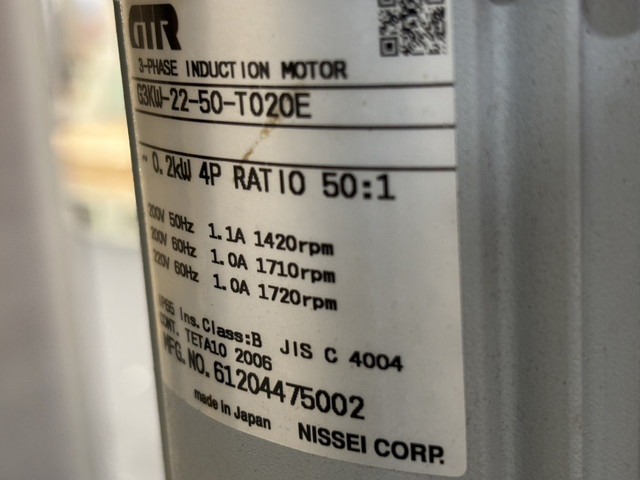 GTR
3-PHASE INDUCTION MOTOR
G3KW-22-50-T020E
~ 0.2kW 4P RATIO 50:1
200V 50Hz 1.1A 1420rpm
200V 60Hz 1.0A 1710rpm
220V 60Hz 1.0A 1720rpm
IP65 Ins.Class:B JIS C 4004
CONT. TETA10 2006
MFG.NO.61204475002
made in Japan NISSEI CORP.